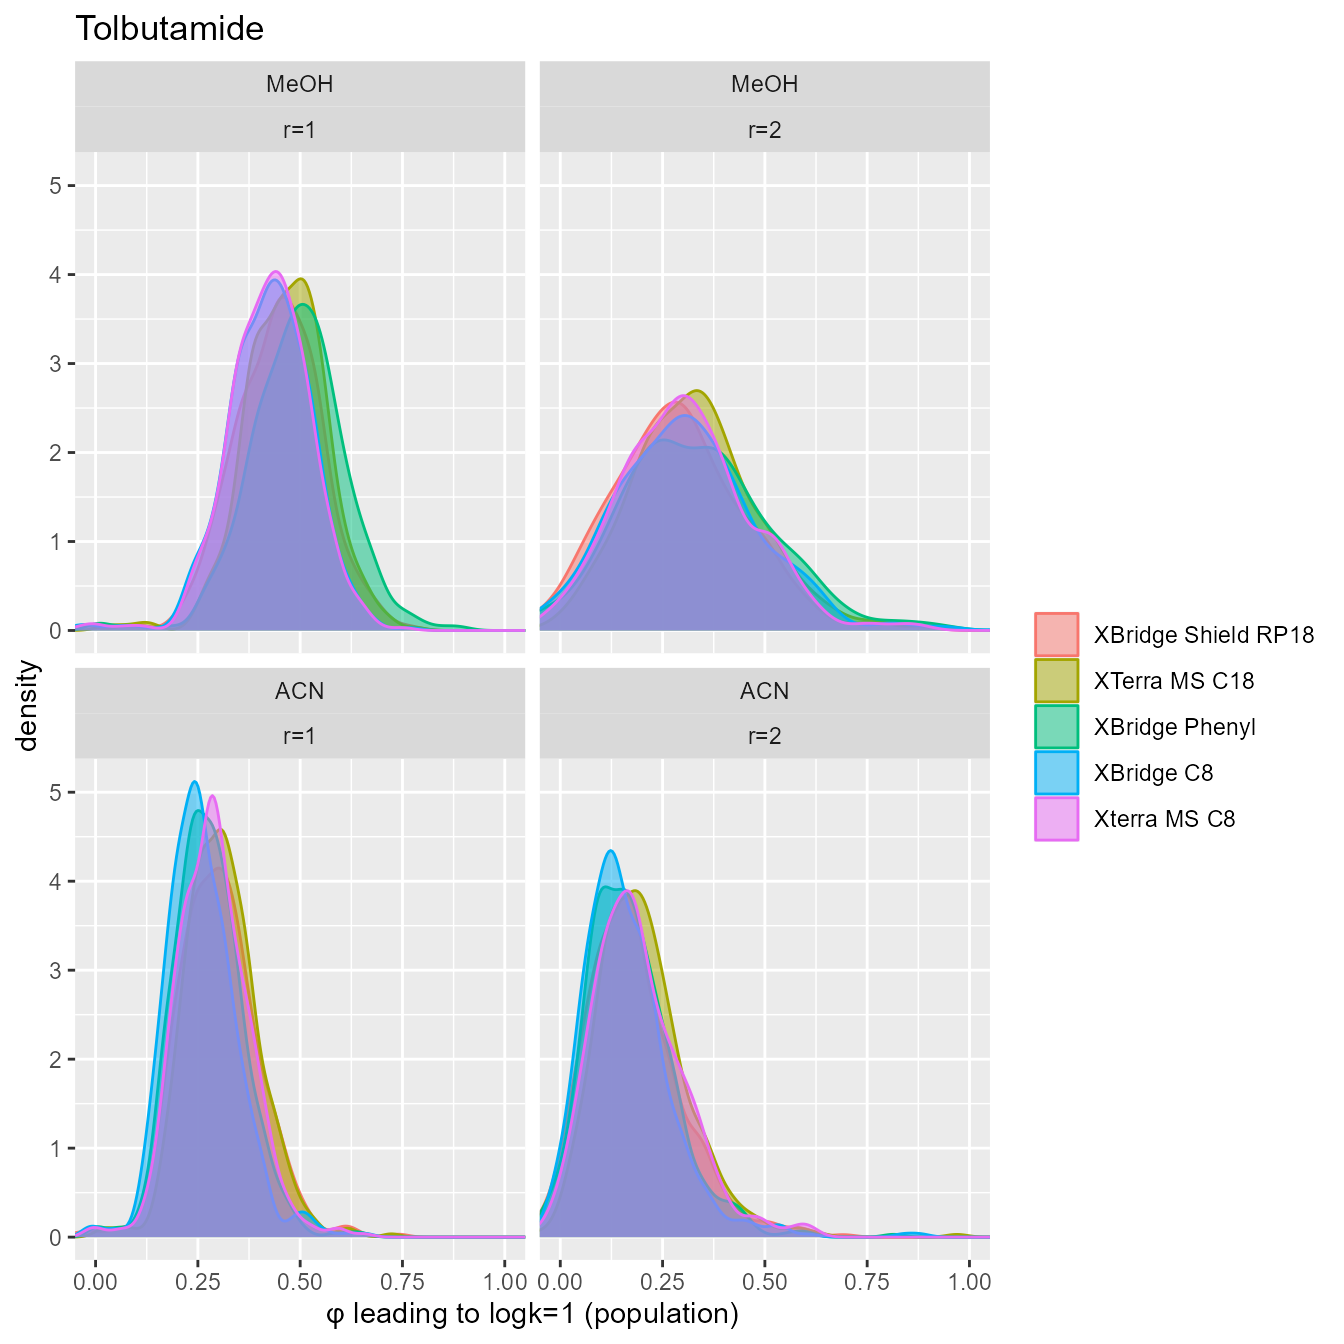 Tolbutamide
MeOH
MeOH
r=1
r=2
5
4
3
2
1
0
ACN
ACN
r=1
r=2
5
4
3
2
1
0
density
0.00 0.25 0.50 0.75 1.00
0.00 0.25 0.50 0.75 1.00
φ leading to logk=1 (population)
XBridge Shield RP18
XTerra MS C18
XBridge Phenyl
XBridge C8
Xterra MS C8